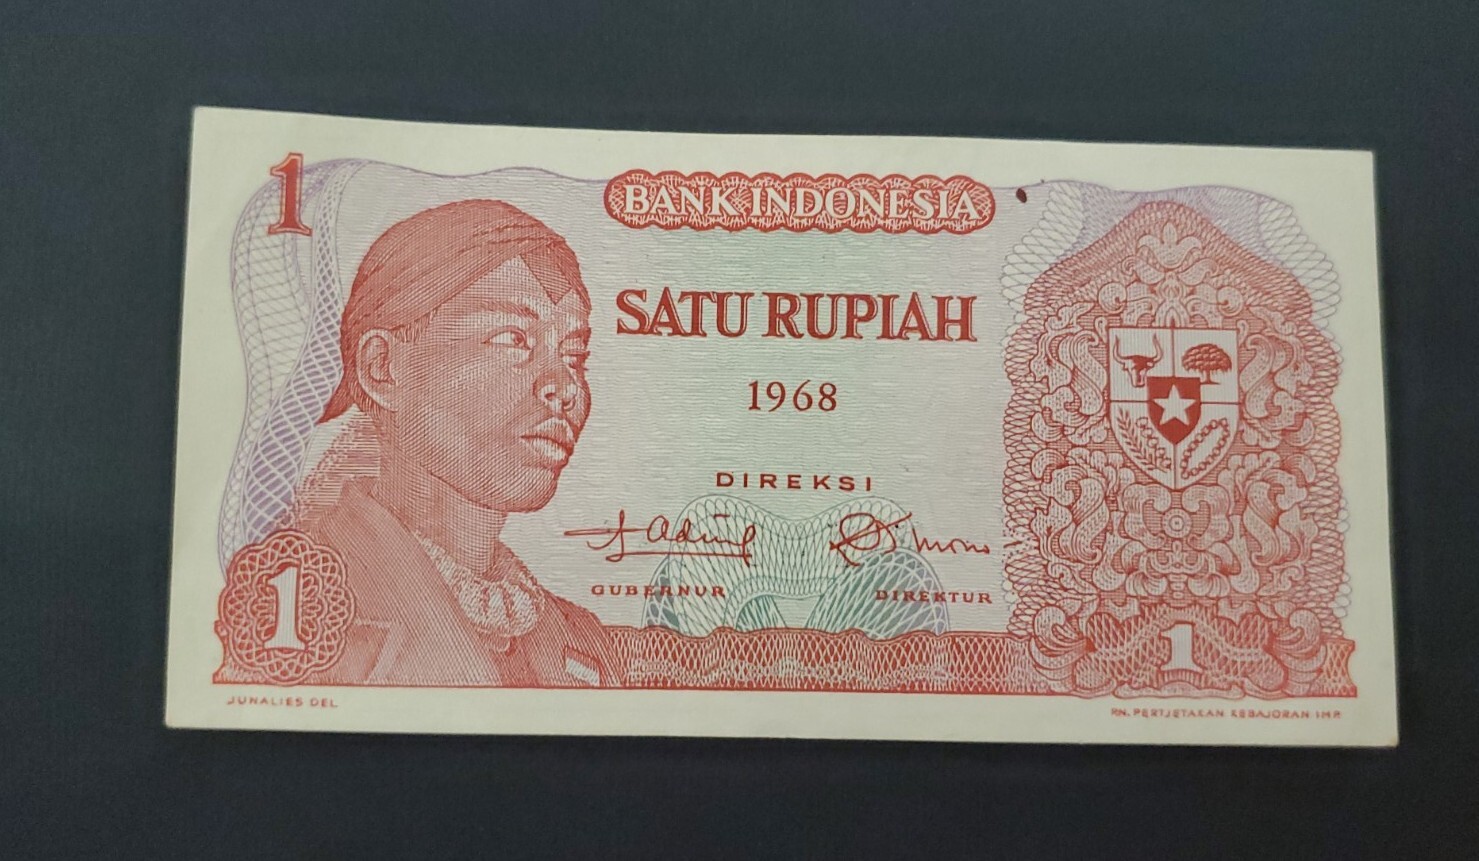 1
BANK INDONESIA
SATU RUPIAH
1968
DIREKSI
GUBERNUR DIREKTUR
1
1
JUNALIES DEL
PN. PERTJETAKAN KEBAJORAN IMP.